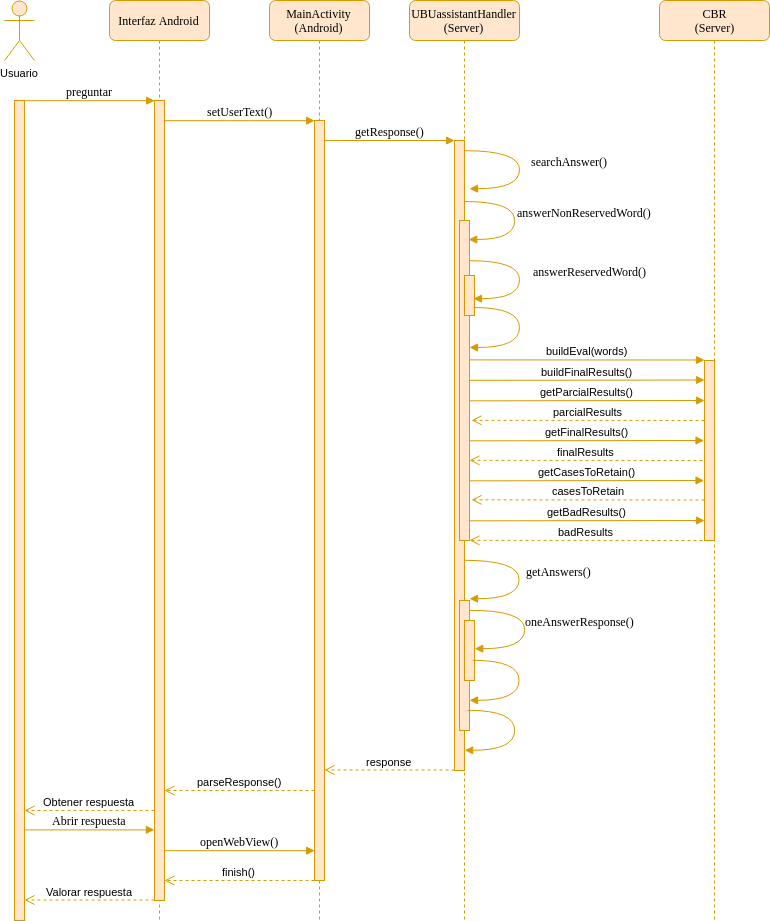 Interfaz Android
MainActivity
(Android)
UBUassistantHandler
(Server)
CBR
(Server)
Usuario
preguntar
setUserText()
getResponse()
searchAnswer()
answerNonReservedWord()
answerReservedWord()
buildEval(words)
buildFinalResults()
getParcialResults()
parcialResults
getFinalResults()
finalResults
getCasesToRetain()
casesToRetain
getBadResults()
badResults
getAnswers()
oneAnswerResponse()
response
parseResponse()
Obtener respuesta
Abrir respuesta
openWebView()
finish()
Valorar respuesta